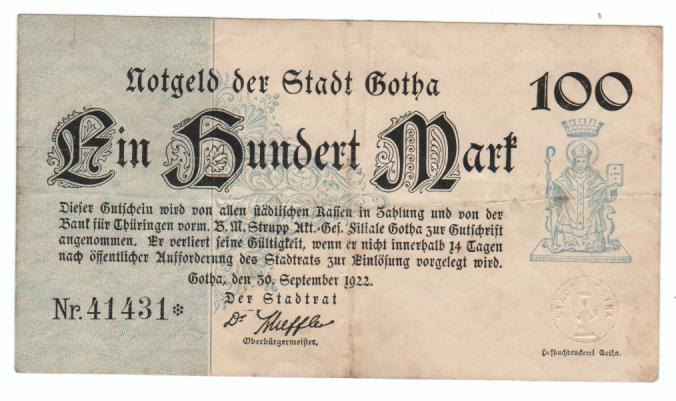 Notgeld der Stadt Gotha
100
Ein Hundert Mark
Dieser Gutschein wird von allen städtischen Kassen in Zahlung und von der
Bank für Thüringen vorm. B. M. Strupp Akt.-Ges. Filiale Gotha zur Gutschrift
angenommen. Er verliert seine Gültigkeit, wenn er nicht innerhalb 14 Tagen
nach öffentlicher Aufforderung des Stadtrats zur Einlösung vorgelegt wird.
Gotha, den 30. September 1922.
Der Stadtrat
Nr. 41431*
Dr Scheffler
Oberbürgermeister.
Hofbuchdruckerei Gotha.